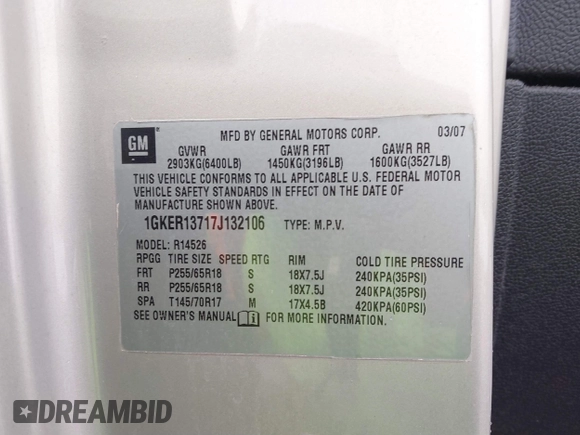 GM
MFD BY GENERAL MOTORS CORP. 03/07
GVWR GAWR FRT GAWR RR
2903KG(6400LB) 1450KG(3196LB) 1600KG(3527LB)
THIS VEHICLE CONFORMS TO ALL APPLICABLE U.S. FEDERAL MOTOR
VEHICLE SAFETY STANDARDS IN EFFECT ON THE DATE OF
MANUFACTURE SHOWN ABOVE.
1GKER13717J132106 TYPE: M.P.V.
MODEL: R14526
RPGG TIRE SIZE SPEED RTG RIM COLD TIRE PRESSURE
FRT P255/65R18 S 18X7.5J 240KPA(35PSI)
RR P255/65R18 S 18X7.5J 240KPA(35PSI)
SPA T145/70R17 M 17X4.5B 420KPA(60PSI)
SEE OWNER'S MANUAL FOR MORE INFORMATION.
DREAMBID